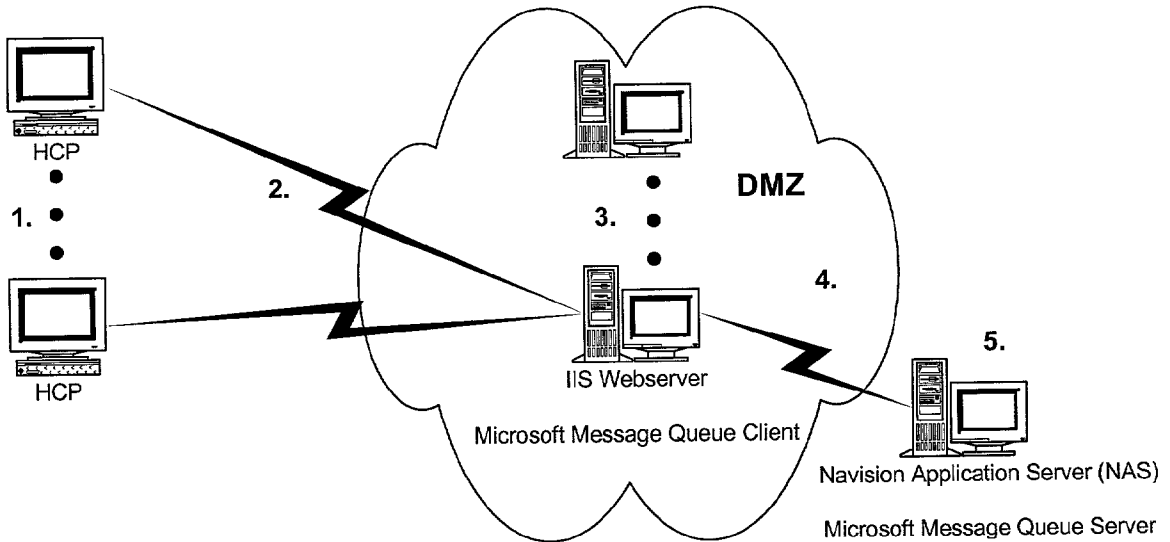 HCP
1.
HCP
2.
3.
DMZ
4.
IIS Webserver
Microsoft Message Queue Client
5.
Navision Application Server (NAS)
Microsoft Message Queue Server